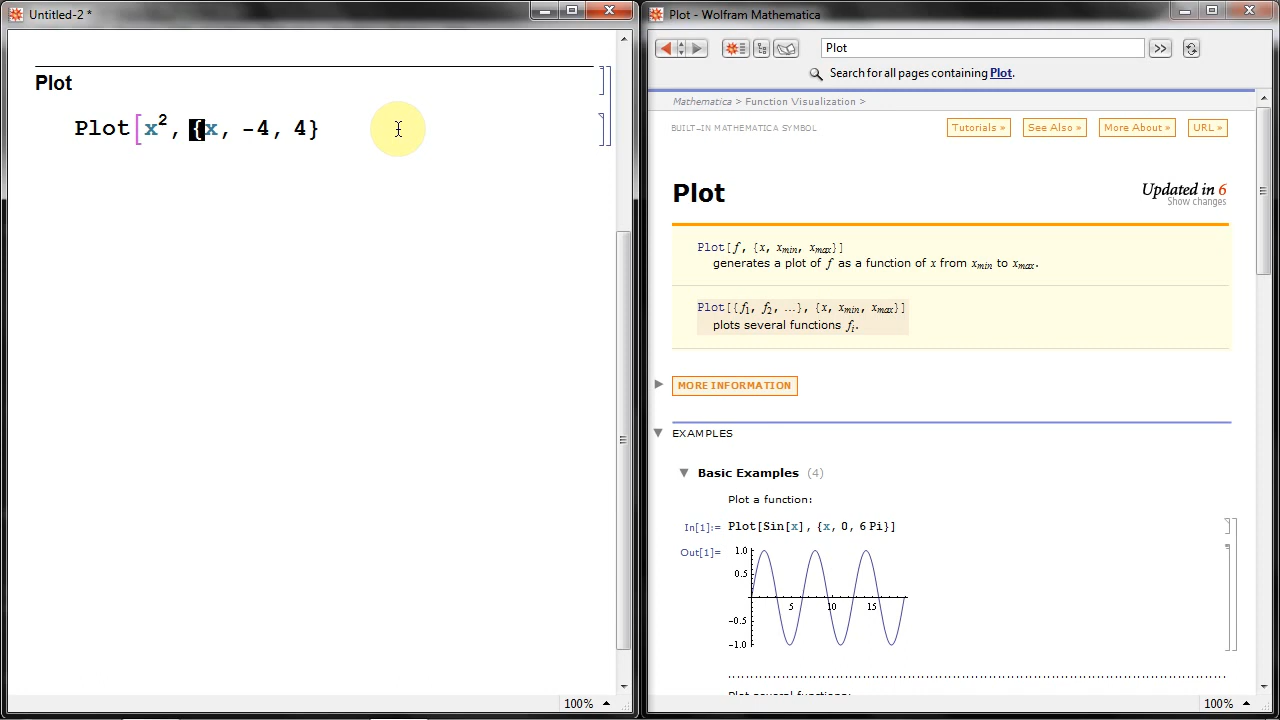 Untitled-2 *
Plot
Plot[x², {x, -4, 4}
100%
Plot - Wolfram Mathematica
Plot
>>
Search for all pages containing Plot.
Mathematica > Function Visualization >
BUILT-IN MATHEMATICA SYMBOL
Tutorials »
See Also »
More About »
URL »
Plot
Updated in 6
Show changes
Plot[f, {x, xmin, xmax}]
generates a plot of f as a function of x from xmin to xmax.
Plot[{f1, f2, …}, {x, xmin, xmax}]
plots several functions fi.
MORE INFORMATION
EXAMPLES
Basic Examples (4)
Plot a function:
In[1]:= Plot[Sin[x], {x, 0, 6 Pi}]
Out[1]=
1.0
0.5
5 10 15
-0.5
-1.0
Plot several functions:
100%